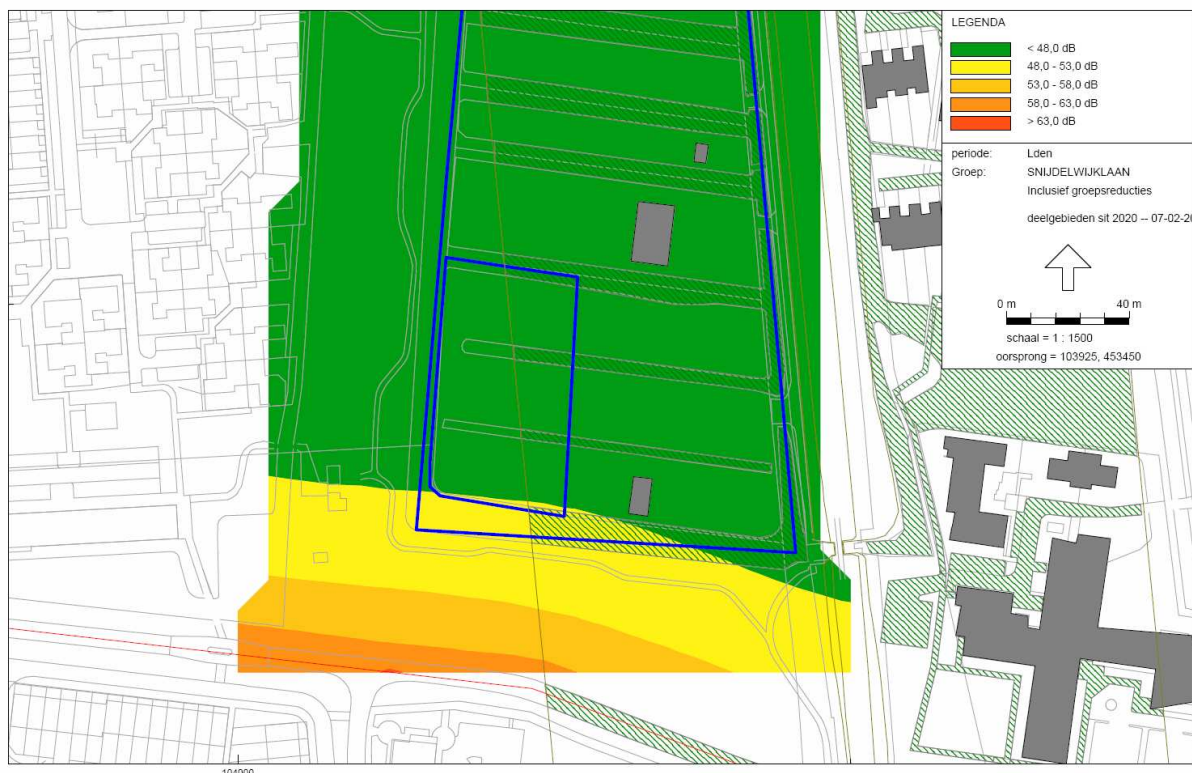 LEGENDA
< 48,0 dB
48,0 - 53,0 dB
53,0 - 58,0 dB
58,0 - 63,0 dB
> 63,0 dB
periode: Lden
Groep: SNIJDELWIJKLAAN
Inclusief groepsreducties
deelgebieden sit 2020 -- 07-02-20
0 m 40 m
schaal = 1 : 1500
oorsprong = 103925, 453450
104000